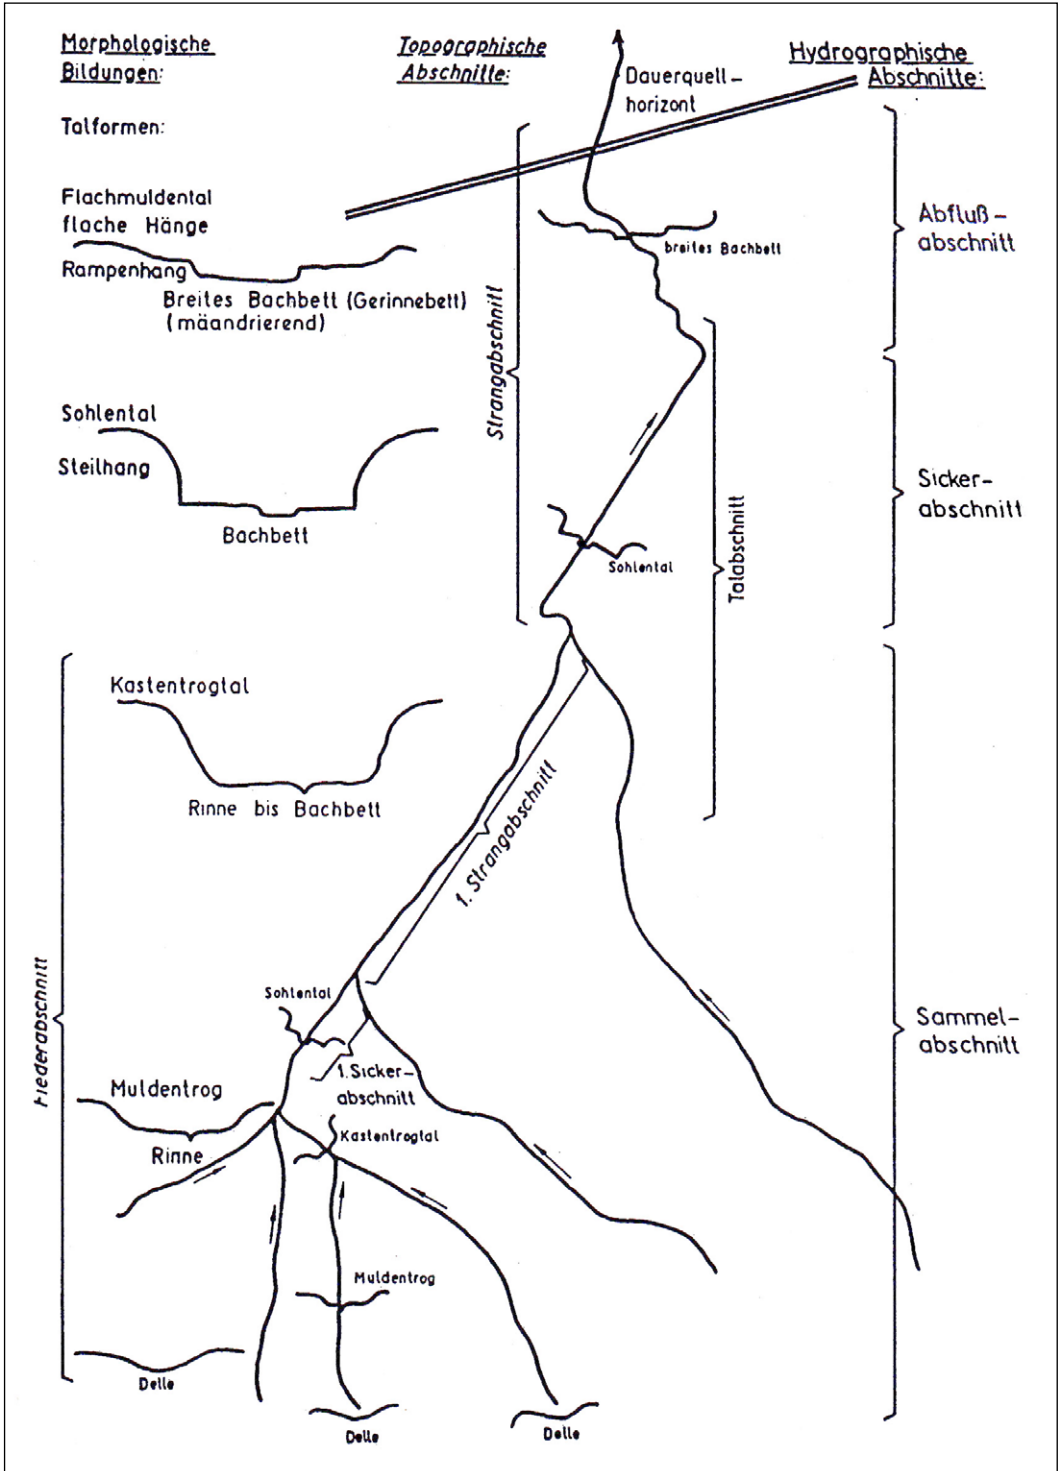 Morphologische
Bildungen:
Topographische
Abschnitte:
Hydrographische
Abschnitte:
Dauerquell-
horizont
Talformen:
Flachmuldental
flache Hänge
Rampenhang
Breites Bachbett (Gerinnebett)
(mäandrierend)
breites Bachbett
Abfluß-
abschnitt
Strangabschnitt
Sohlental
Steilhang
Bachbett
Sohlental
Talabschnitt
Sicker-
abschnitt
Kastentrogtal
Rinne bis Bachbett
1. Strangabschnitt
Fiederabschnitt
Sohlental
1. Sicker-
abschnitt
Sammel-
abschnitt
Muldentrog
Rinne
Kastentrogtal
Muldentrog
Delle
Delle
Delle